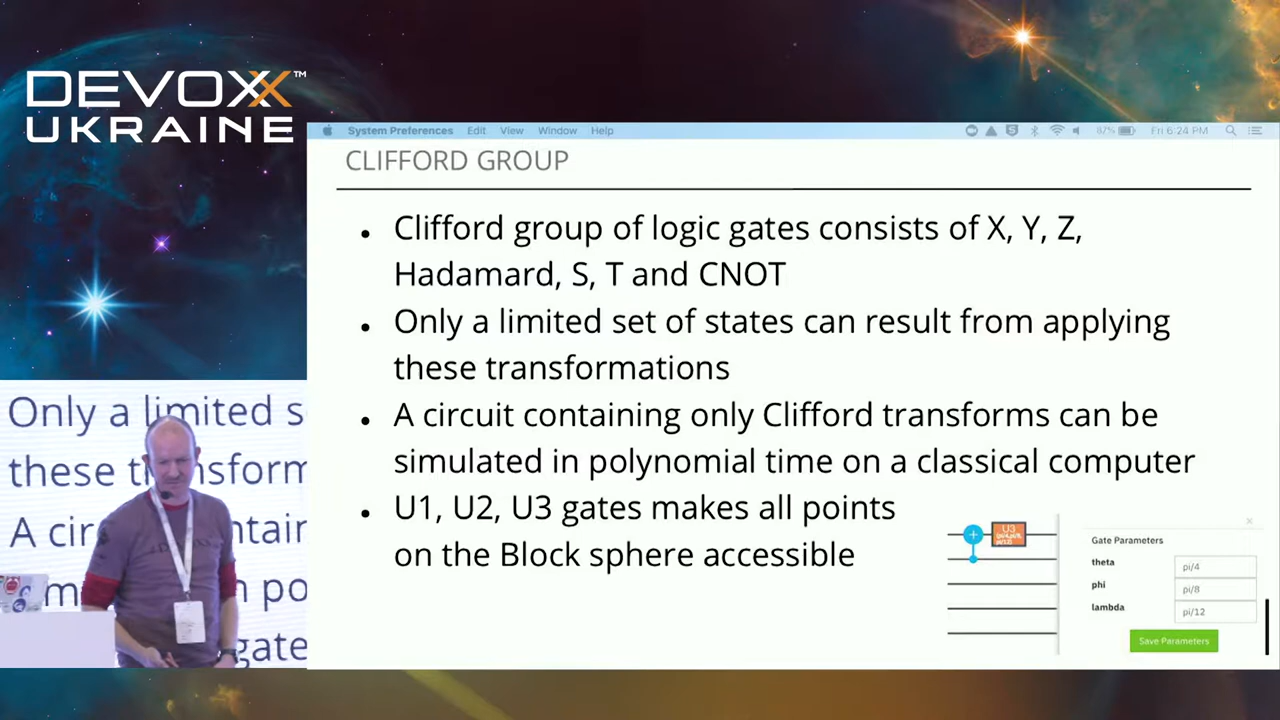 DEVOXX™
UKRAINE
System Preferences Edit View Window Help
87% Fri 6:24 PM
CLIFFORD GROUP
• Clifford group of logic gates consists of X, Y, Z,
Hadamard, S, T and CNOT
• Only a limited set of states can result from applying
these transformations
• A circuit containing only Clifford transforms can be
simulated in polynomial time on a classical computer
• U1, U2, U3 gates makes all points
on the Block sphere accessible
U3
Gate Parameters
theta pi/4
phi pi/8
lambda pi/12
Save Parameters
Only a limited s
these t nsform
A cir ntair
m n po
gate